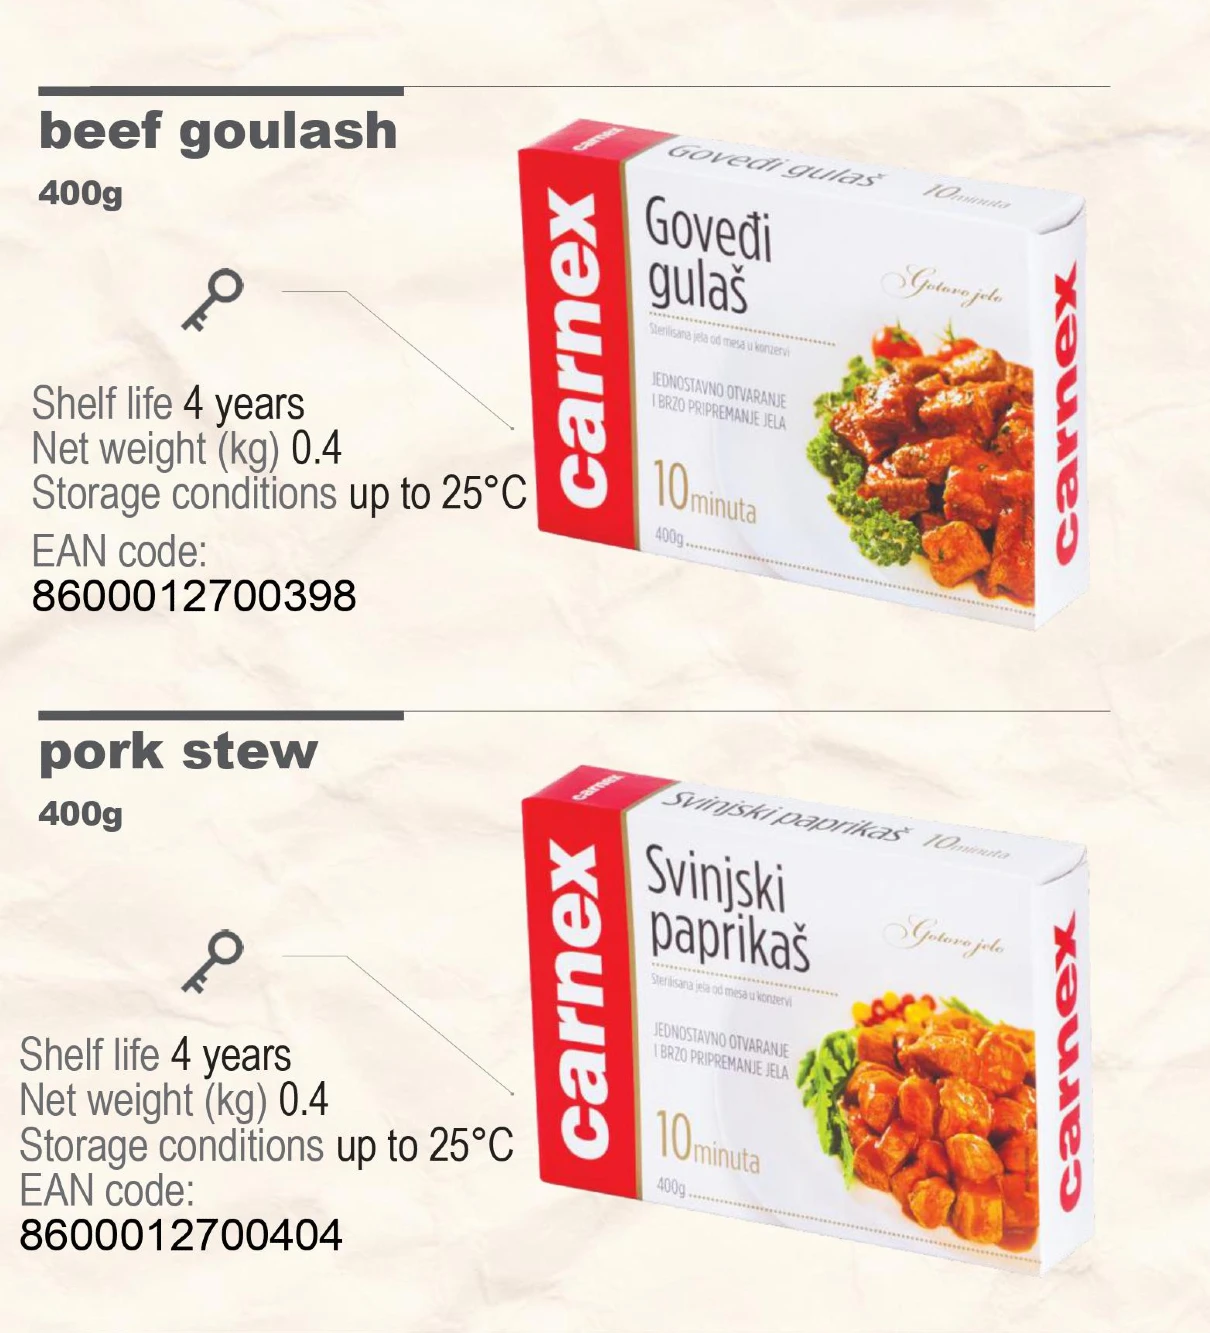 beef goulash
400g
Shelf life 4 years
Net weight (kg) 0.4
Storage conditions up to 25°C
EAN code:
8600012700398
carnex
Goveđi gulaš 10minuta
carnex
Goveđi
gulaš
Gotovo jelo
Sterilisana jela od mesa u konzervi
JEDNOSTAVNO OTVARANJE
I BRZO PRIPREMANJE JELA
10minuta
400g
carnex
pork stew
400g
Shelf life 4 years
Net weight (kg) 0.4
Storage conditions up to 25°C
EAN code:
8600012700404
carnex
Svinjski paprikaš 10minuta
carnex
Svinjski
paprikaš
Gotovo jelo
Sterilisana jela od mesa u konzervi
JEDNOSTAVNO OTVARANJE
I BRZO PRIPREMANJE JELA
10minuta
400g
carnex